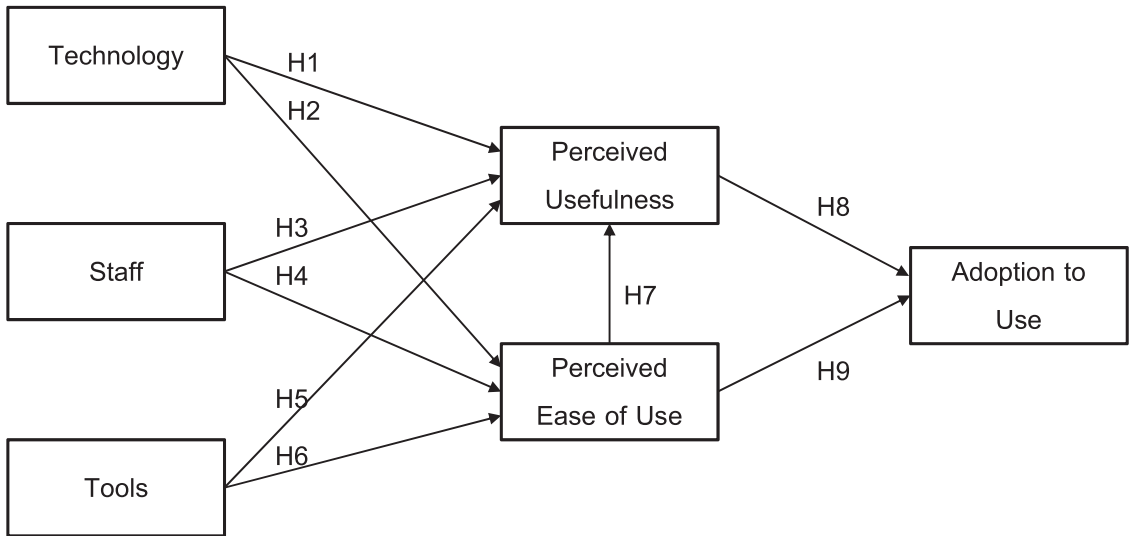 Technology
H1
H2
Perceived
Usefulness
H3
H8
Staff
H4
Adoption to
Use
H7
Perceived
Ease of Use
H5
H9
H6
Tools